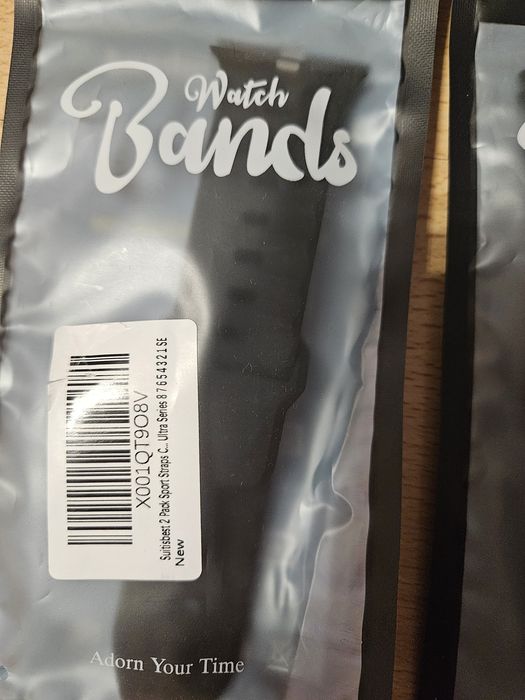 Watch
Bands
X001QT9O8V
Suitisbest 2 Pack Sport Straps C... Ultra Series 8 7 6 5 4 3 2 1 SE
New
Adorn Your Time